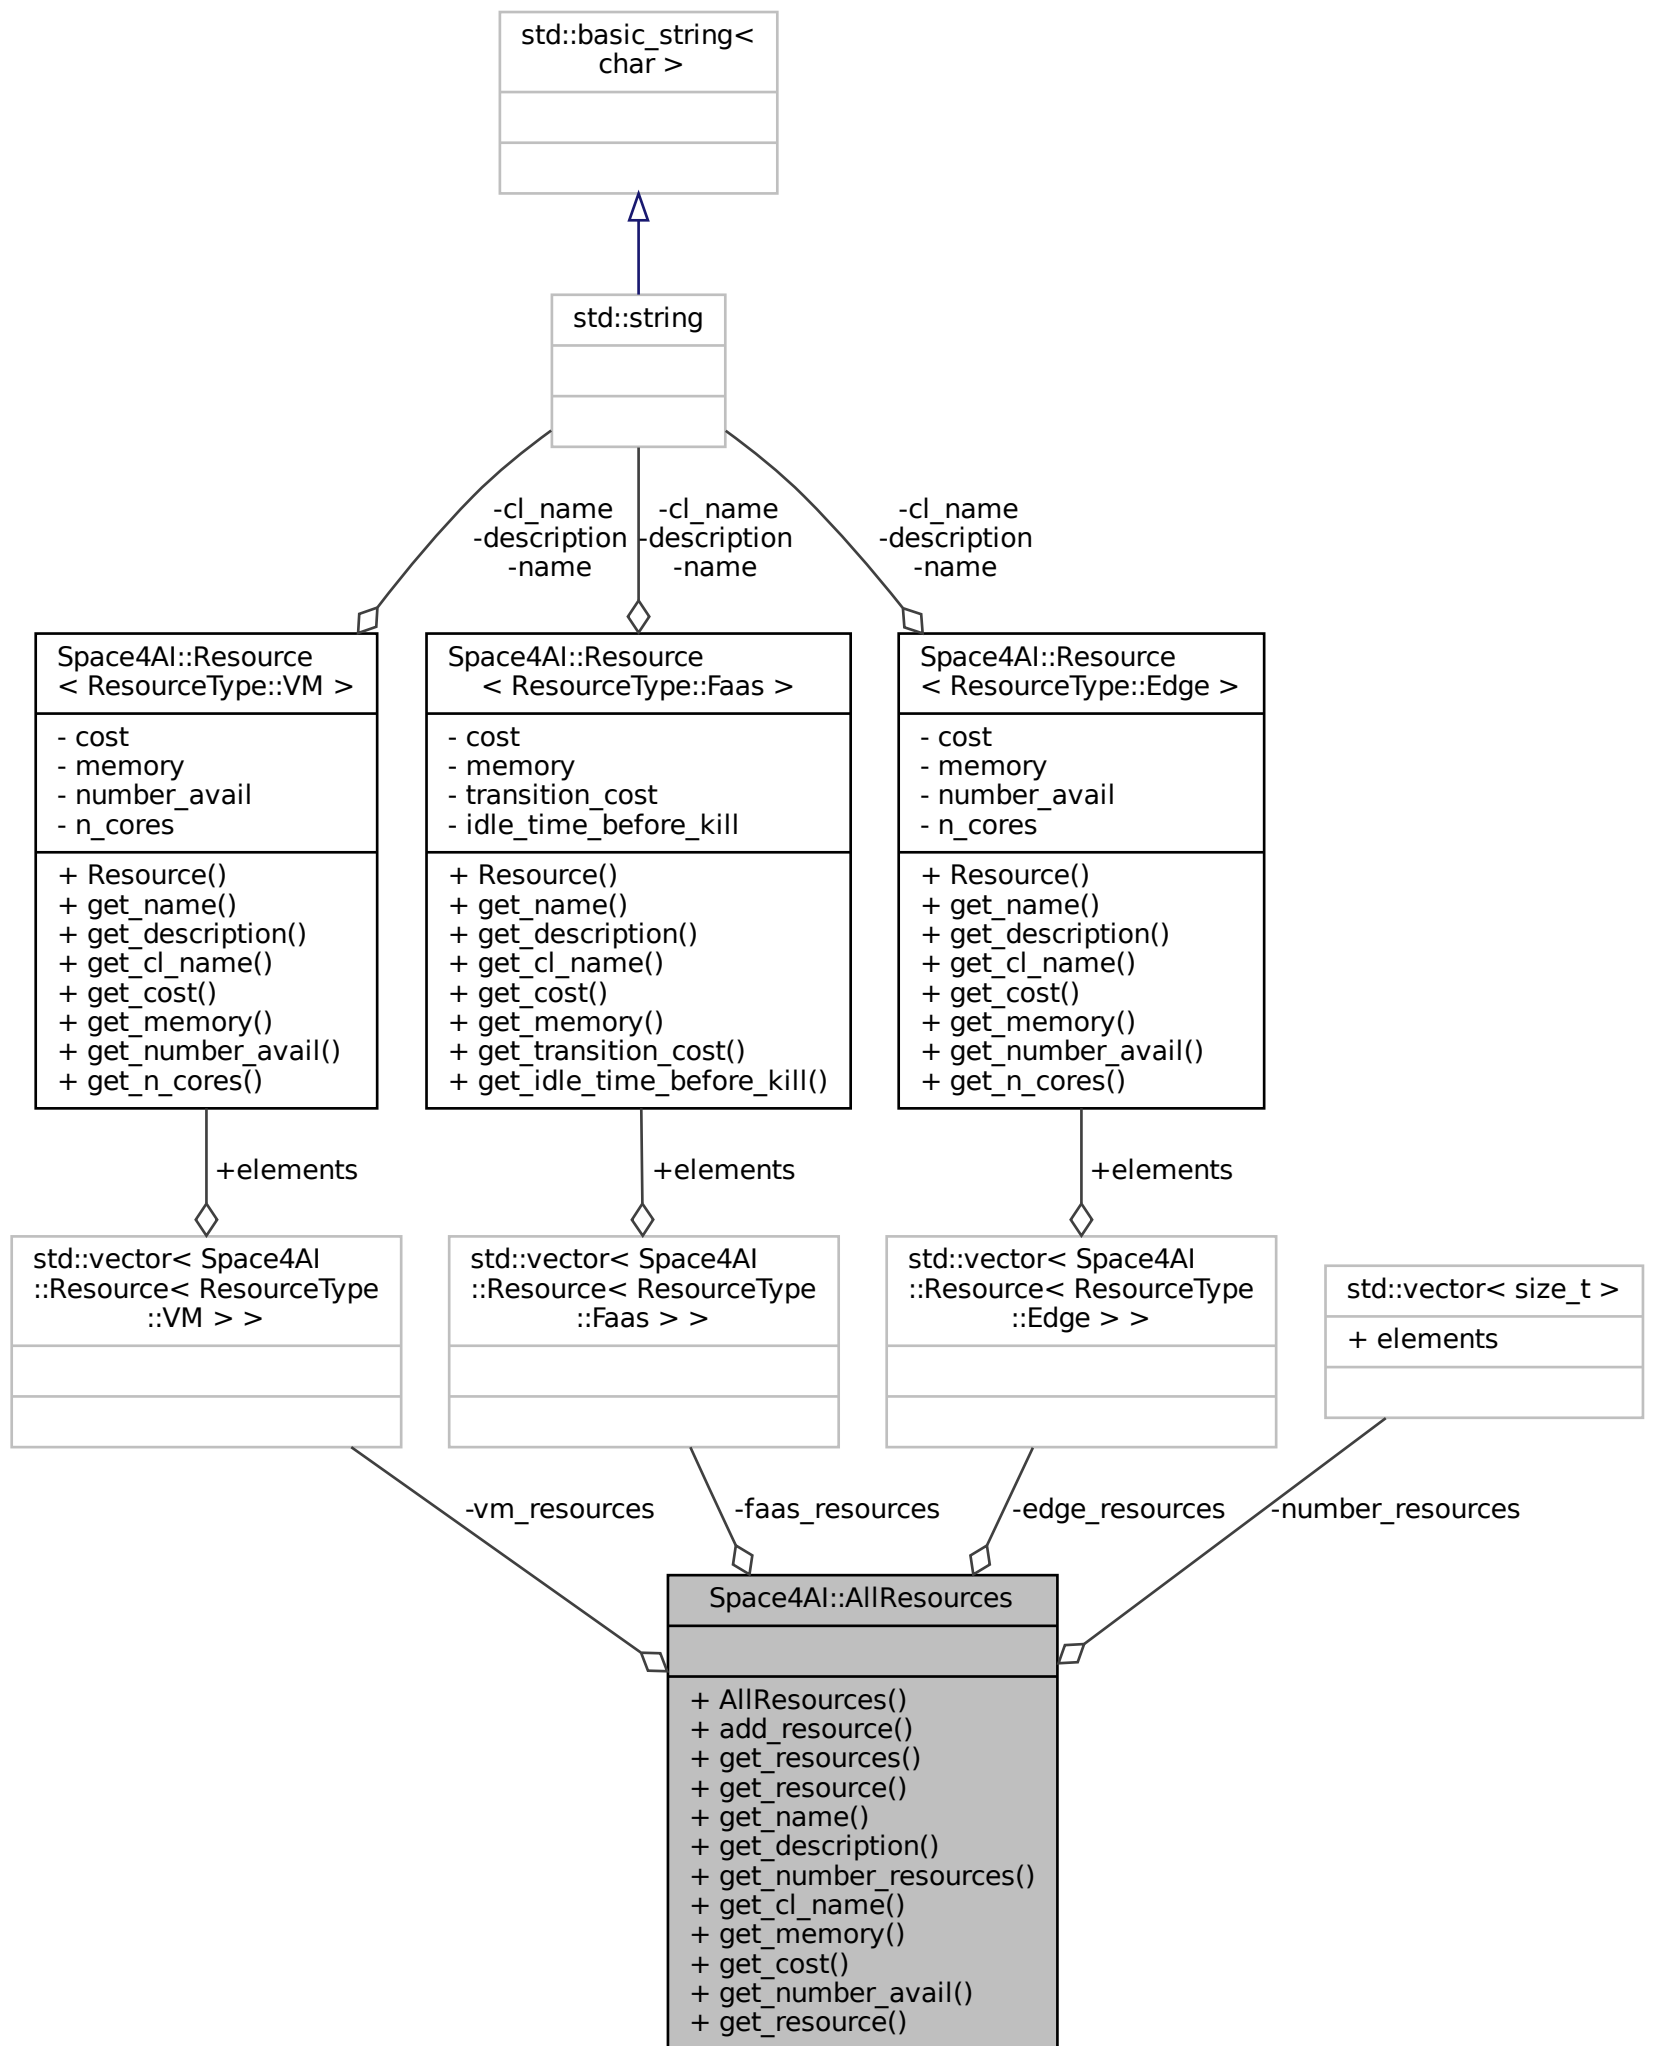 std::basic_string<
char >
std::string
-cl_name
-description
-name
-cl_name
-description
-name
-cl_name
-description
-name
Space4AI::Resource
< ResourceType::VM >
- cost
- memory
- number_avail
- n_cores
+ Resource()
+ get_name()
+ get_description()
+ get_cl_name()
+ get_cost()
+ get_memory()
+ get_number_avail()
+ get_n_cores()
Space4AI::Resource
< ResourceType::Faas >
- cost
- memory
- transition_cost
- idle_time_before_kill
+ Resource()
+ get_name()
+ get_description()
+ get_cl_name()
+ get_cost()
+ get_memory()
+ get_transition_cost()
+ get_idle_time_before_kill()
Space4AI::Resource
< ResourceType::Edge >
- cost
- memory
- number_avail
- n_cores
+ Resource()
+ get_name()
+ get_description()
+ get_cl_name()
+ get_cost()
+ get_memory()
+ get_number_avail()
+ get_n_cores()
+elements
+elements
+elements
std::vector< Space4AI
::Resource< ResourceType
::VM > >
std::vector< Space4AI
::Resource< ResourceType
::Faas > >
std::vector< Space4AI
::Resource< ResourceType
::Edge > >
std::vector< size_t >
+ elements
-vm_resources
-faas_resources
-edge_resources
-number_resources
Space4AI::AllResources
+ AllResources()
+ add_resource()
+ get_resources()
+ get_resource()
+ get_name()
+ get_description()
+ get_number_resources()
+ get_cl_name()
+ get_memory()
+ get_cost()
+ get_number_avail()
+ get_resource()